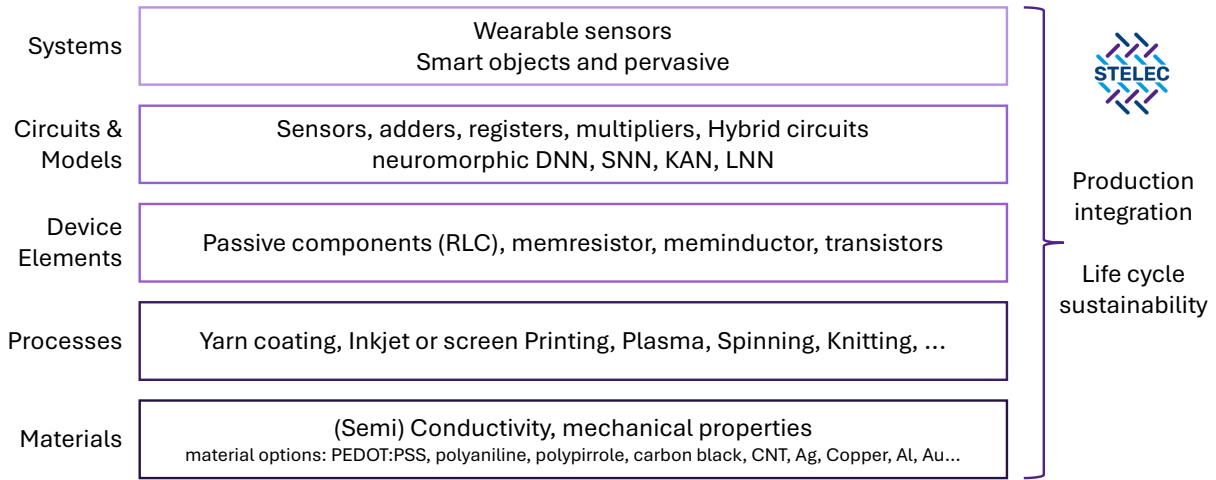 Systems
Wearable sensors
Smart objects and pervasive
Circuits &
Models
Sensors, adders, registers, multipliers, Hybrid circuits
neuromorphic DNN, SNN, KAN, LNN
Device
Elements
Passive components (RLC), memresistor, meminductor, transistors
Processes
Yarn coating, Inkjet or screen Printing, Plasma, Spinning, Knitting, ...
Materials
(Semi) Conductivity, mechanical properties
material options: PEDOT:PSS, polyaniline, polypirrole, carbon black, CNT, Ag, Copper, Al, Au...
STELEC
Production
integration
Life cycle
sustainability